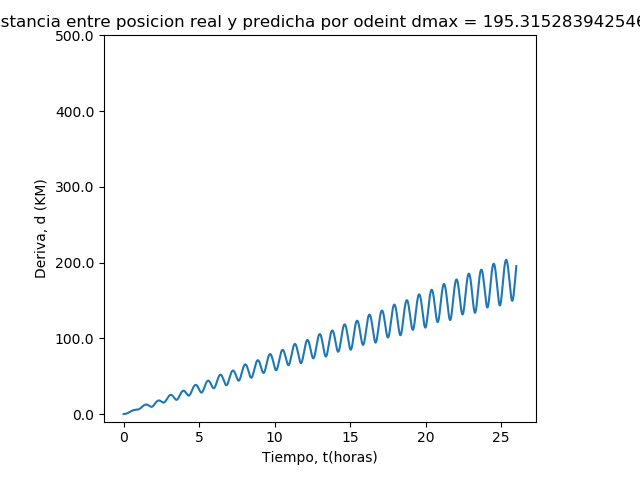 stancia entre posicion real y predicha por odeint dmax = 195.315283942546
500.0
400.0
300.0
200.0
100.0
0.0
Deriva, d (KM)
0 5 10 15 20 25
Tiempo, t(horas)